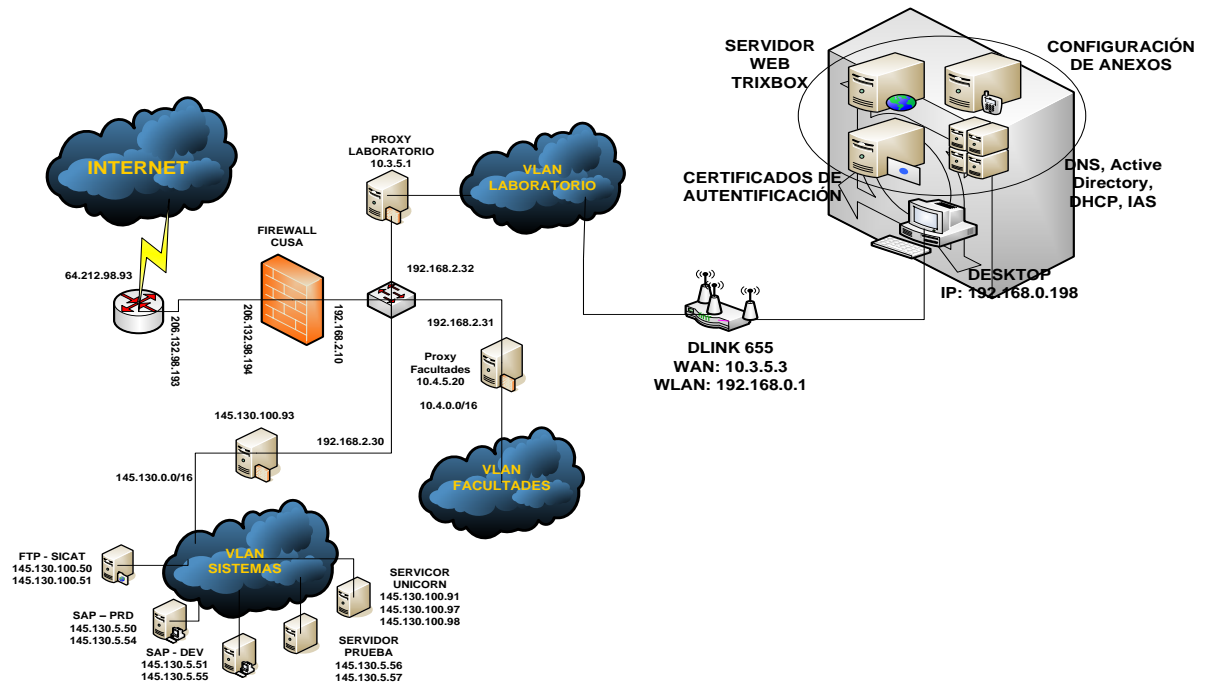 SERVIDOR
WEB
TRIXBOX
CONFIGURACIÓN
DE ANEXOS
CERTIFICADOS DE
AUTENTIFICACIÓN
DNS, Active
Directory,
DHCP, IAS
DESKTOP
IP: 192.168.0.198
INTERNET
PROXY
LABORATORIO
10.3.5.1
VLAN
LABORATORIO
FIREWALL
CUSA
64.212.98.93
206.132.98.193
206.132.98.194
192.168.2.10
192.168.2.32
192.168.2.31
Proxy
Facultades
10.4.5.20
10.4.0.0/16
DLINK 655
WAN: 10.3.5.3
WLAN: 192.168.0.1
145.130.100.93
192.168.2.30
145.130.0.0/16
VLAN
FACULTADES
VLAN
SISTEMAS
FTP - SICAT
145.130.100.50
145.130.100.51
SAP – PRD
145.130.5.50
145.130.5.54
SAP - DEV
145.130.5.51
145.130.5.55
SERVIDOR
PRUEBA
145.130.5.56
145.130.5.57
SERVICOR
UNICORN
145.130.100.91
145.130.100.97
145.130.100.98